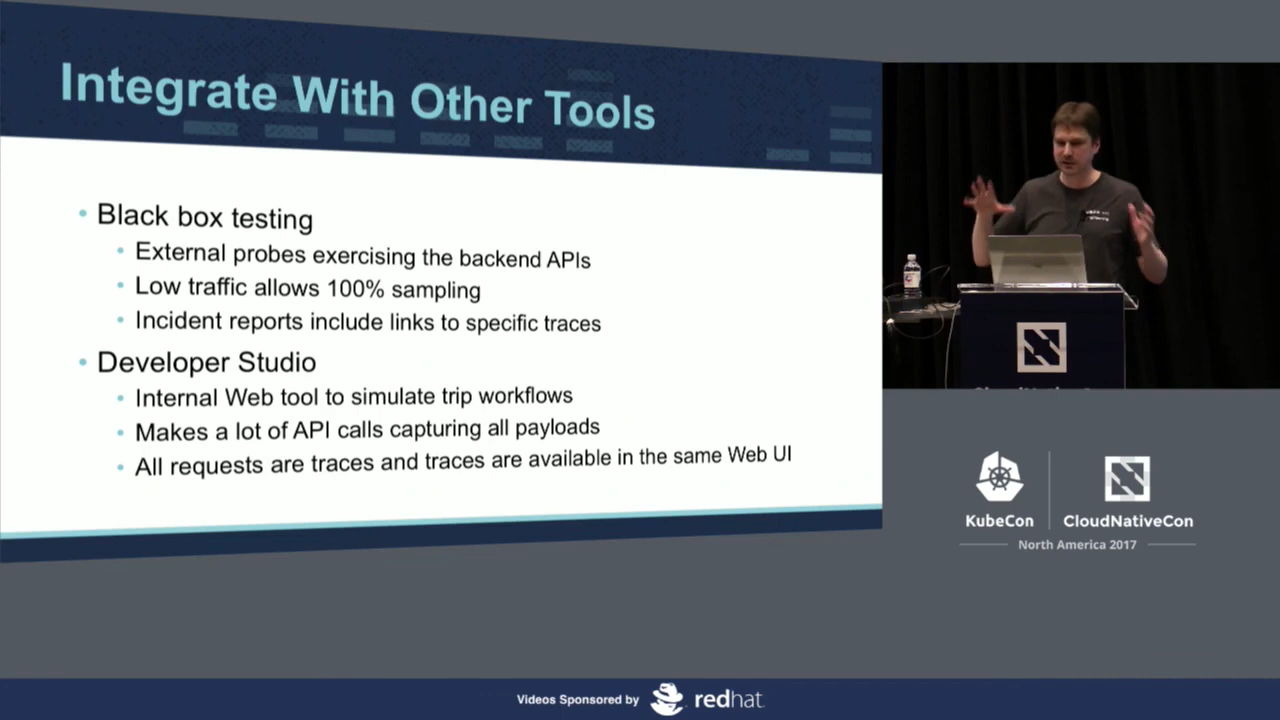 Integrate With Other Tools
Black box testing
External probes exercising the backend APIs
Low traffic allows 100% sampling
Incident reports include links to specific traces
Developer Studio
Internal Web tool to simulate trip workflows
Makes a lot of API calls capturing all payloads
All requests are traces and traces are available in the same Web UI
KubeCon
CloudNativeCon
North America 2017
Videos Sponsored by
redhat